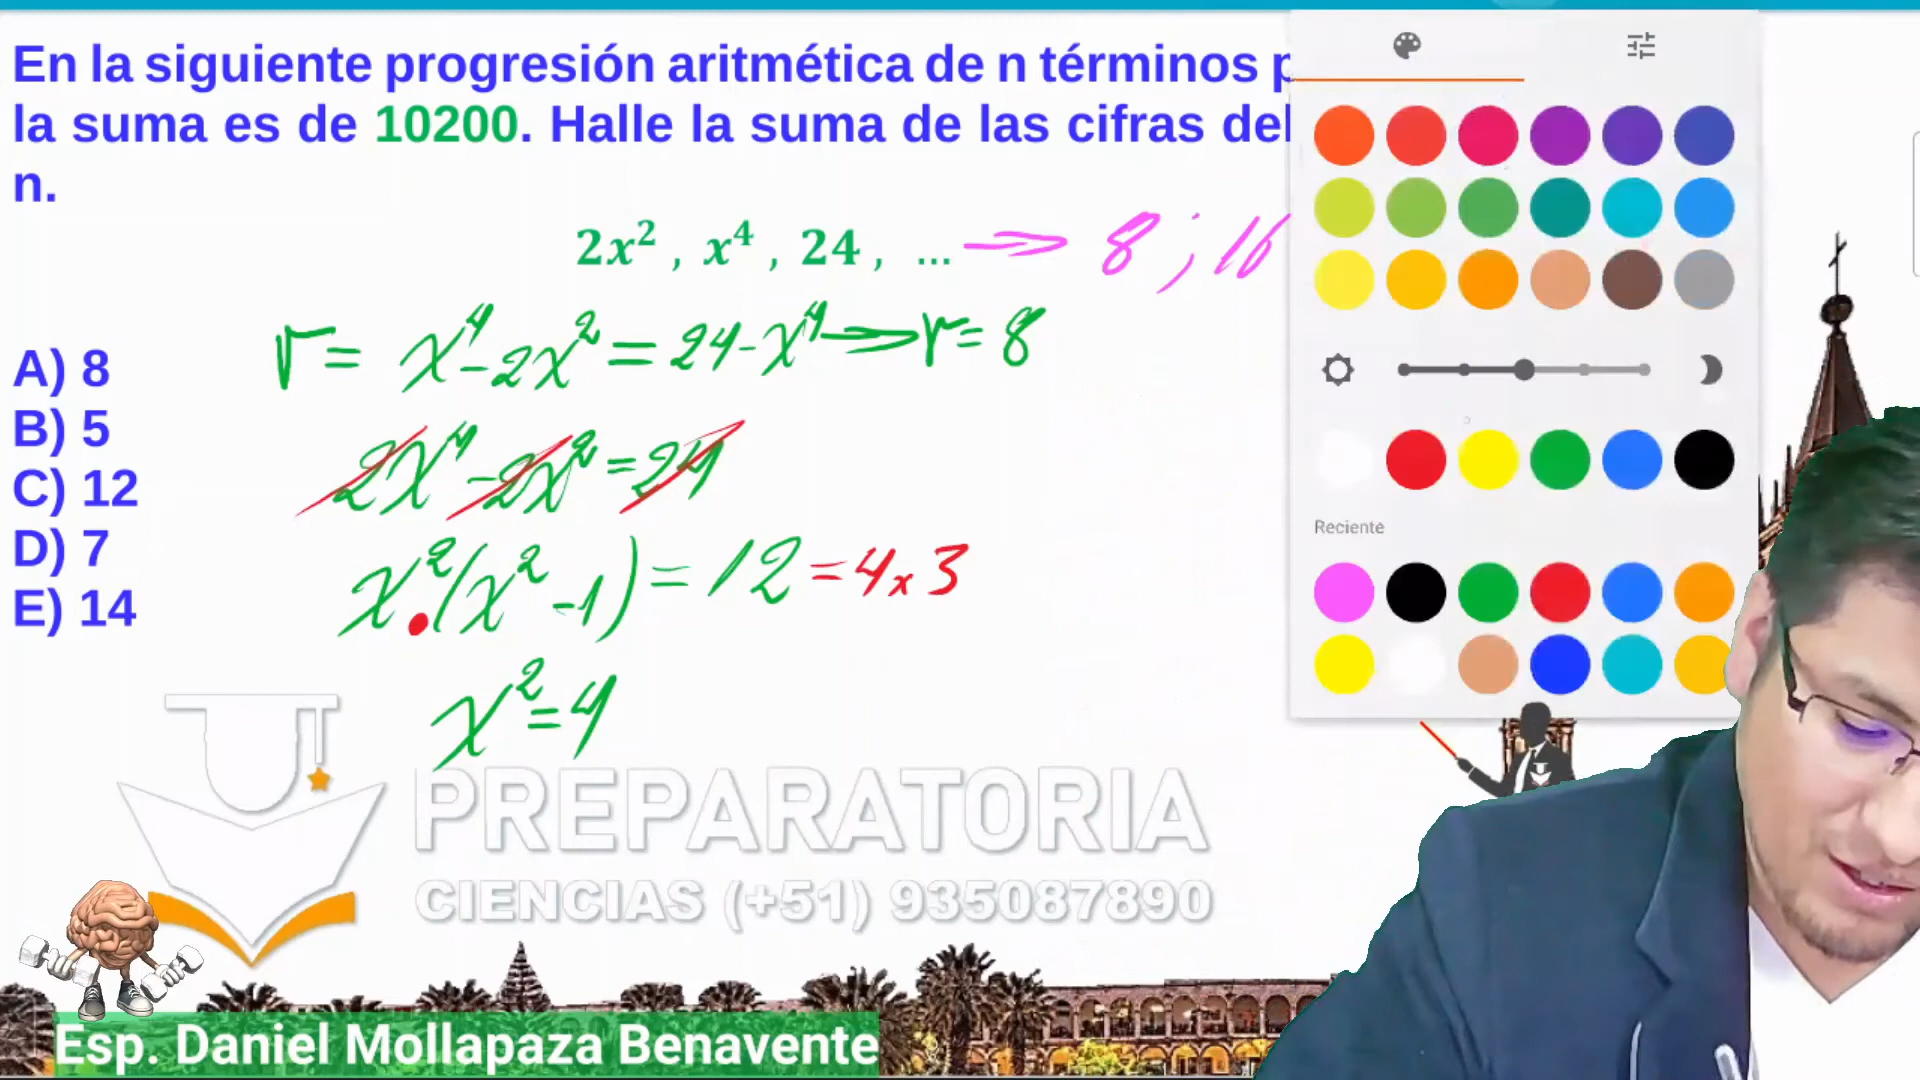 En la siguiente progresión aritmética de n términos p
la suma es de 10200. Halle la suma de las cifras del
n.
2x², x⁴, 24, ... → 8 ; 16
r = x⁴ - 2x² = 24 - x⁴ → r = 8
2x⁴ - 2x² = 24
x²(x² - 1) = 12 = 4 x 3
x² = 4
A) 8
B) 5
C) 12
D) 7
E) 14
Reciente
PREPARATORIA
CIENCIAS (+51) 935087890
Esp. Daniel Mollapaza Benavente